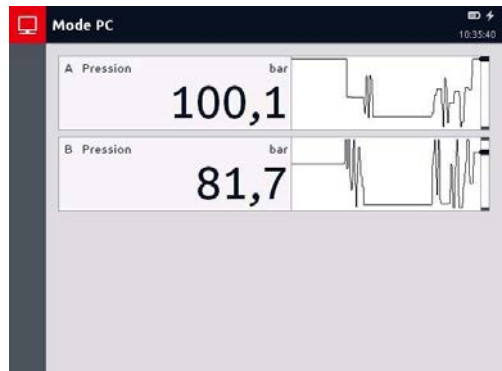 Mode PC
10:35:40
A Pression bar
100,1
B Pression bar
81,7